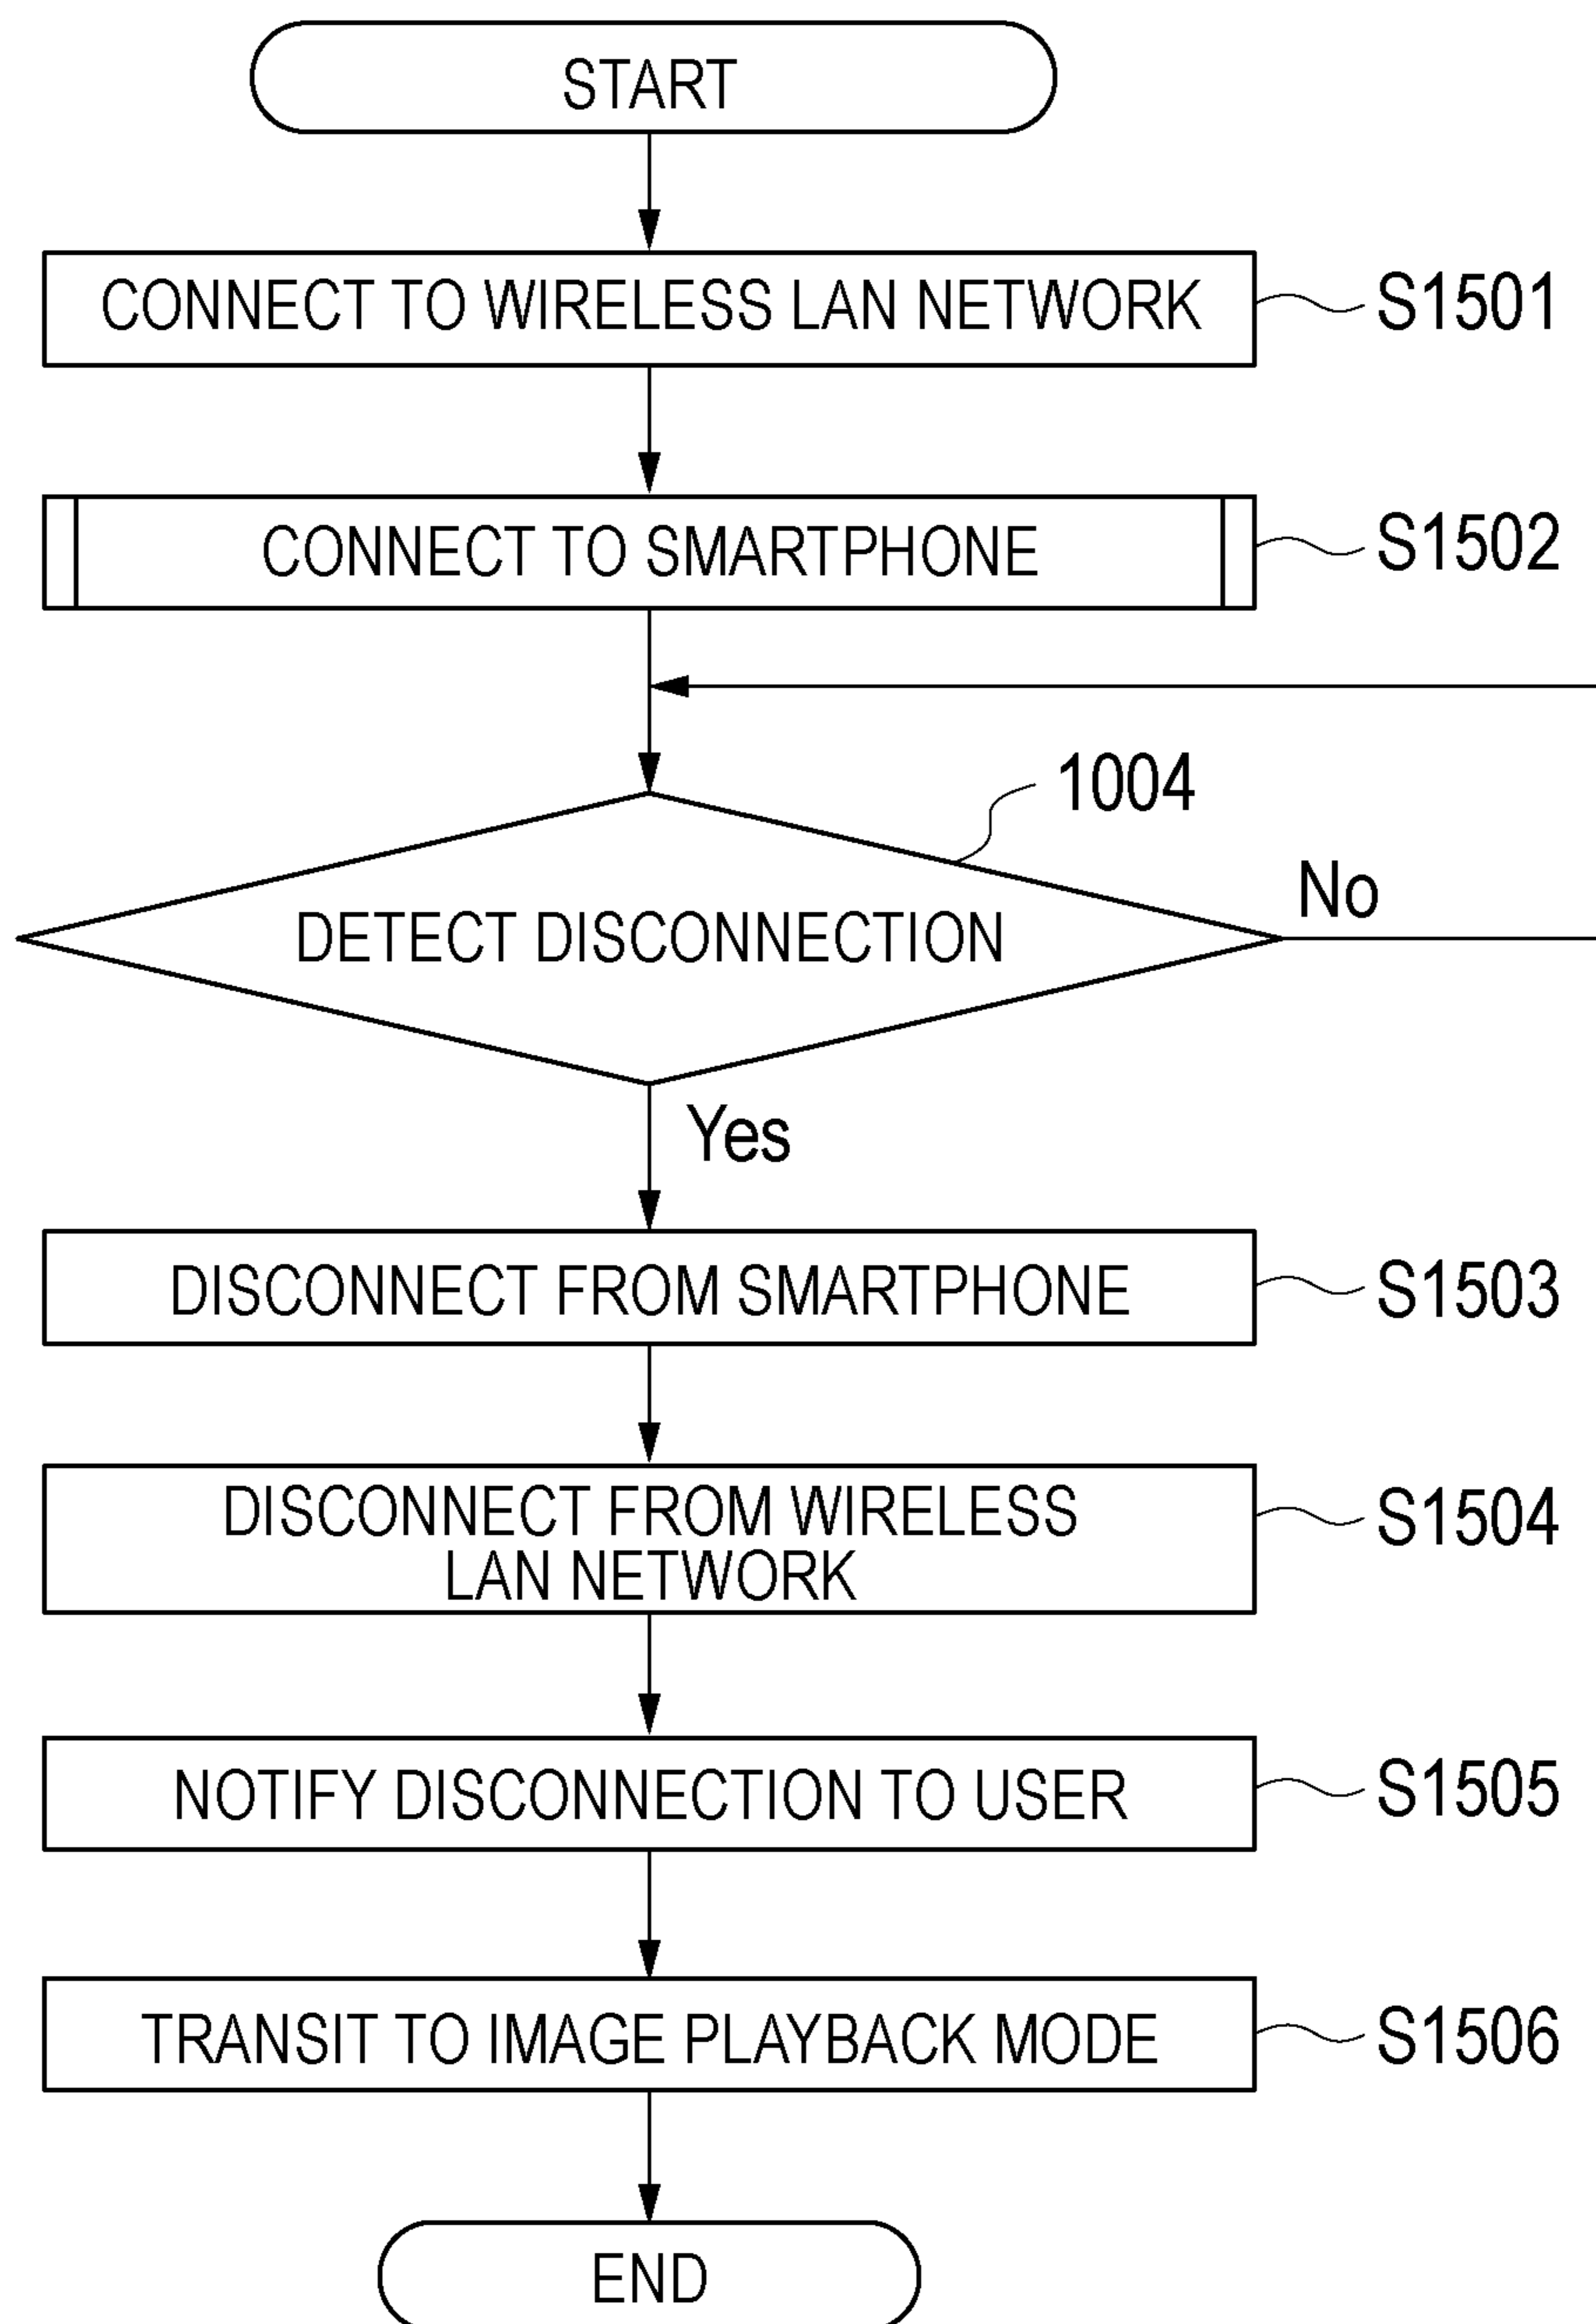 START
CONNECT TO WIRELESS LAN NETWORK
S1501
CONNECT TO SMARTPHONE
S1502
1004
DETECT DISCONNECTION
No
Yes
DISCONNECT FROM SMARTPHONE
S1503
DISCONNECT FROM WIRELESS
LAN NETWORK
S1504
NOTIFY DISCONNECTION TO USER
S1505
TRANSIT TO IMAGE PLAYBACK MODE
S1506
END